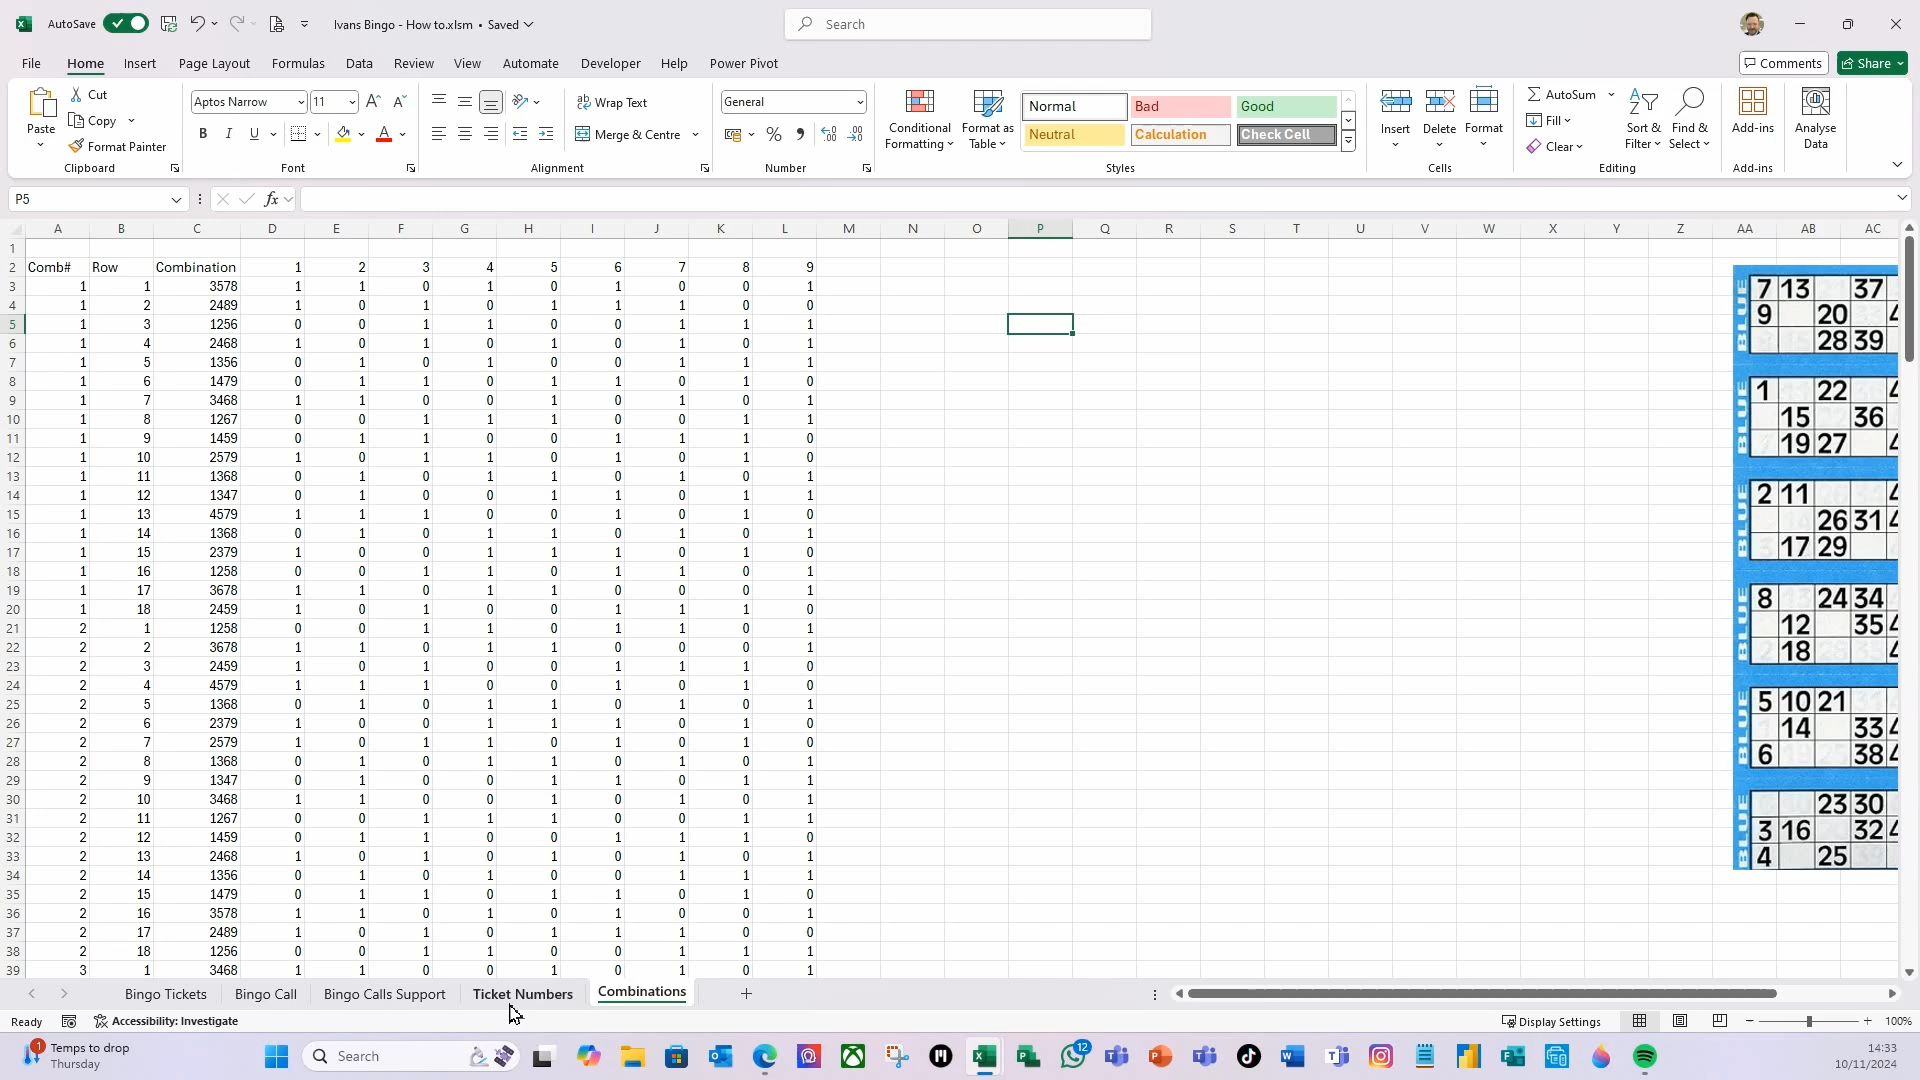 AutoSave
Ivans Bingo - How to.xlsm • Saved
Search
File Home Insert Page Layout Formulas Data Review View Automate Developer Help Power Pivot
Comments Share
Paste Cut Copy Format Painter
Clipboard
Aptos Narrow 11
B I U
Font
Wrap Text
Merge & Centre
Alignment
General
Number
Conditional Formatting
Format as Table
Normal Bad Good
Neutral Calculation Check Cell
Styles
Insert Delete Format
Cells
AutoSum
Fill
Clear
Sort & Filter
Find & Select
Editing
Add-ins
Add-ins
Analyse Data
P5
fx
A B C D E F G H I J K L M N O P Q R S T U V W X Y Z AA AB AC
1
2 Comb# Row Combination 1 2 3 4 5 6 7 8 9
3 1 1 3578 1 1 0 1 0 1 0 0 1
4 1 2 2489 1 0 1 0 1 1 1 0 0
5 1 3 1256 0 0 1 1 0 0 1 1 1
6 1 4 2468 1 0 1 0 1 0 1 0 1
7 1 5 1356 0 1 0 1 0 0 1 1 1
8 1 6 1479 0 1 1 0 1 1 0 1 0
9 1 7 3468 1 1 0 0 1 0 1 0 1
10 1 8 1267 0 0 1 1 1 0 0 1 1
11 1 9 1459 0 1 1 0 0 1 1 1 0
12 1 10 2579 1 0 1 1 0 1 0 1 0
13 1 11 1368 0 1 0 1 1 0 1 0 1
14 1 12 1347 0 1 0 0 1 1 0 1 1
15 1 13 4579 1 1 1 0 0 1 0 1 0
16 1 14 1368 0 1 0 1 1 0 1 0 1
17 1 15 2379 1 0 0 1 1 1 0 1 0
18 1 16 1258 0 0 1 1 0 1 1 0 1
19 1 17 3678 1 1 0 1 1 0 0 0 1
20 1 18 2459 1 0 1 0 0 1 1 1 0
21 2 1 1258 0 0 1 1 0 1 1 0 1
22 2 2 3678 1 1 0 1 1 0 0 0 1
23 2 3 2459 1 0 1 0 0 1 1 1 0
24 2 4 4579 1 1 1 0 0 1 0 1 0
25 2 5 1368 0 1 0 1 1 0 1 0 1
26 2 6 2379 1 0 0 1 1 1 0 1 0
27 2 7 2579 1 0 1 1 0 1 0 1 0
28 2 8 1368 0 1 0 1 1 0 1 0 1
29 2 9 1347 0 1 0 0 1 1 0 1 1
30 2 10 3468 1 1 0 0 1 0 1 0 1
31 2 11 1267 0 0 1 1 1 0 0 1 1
32 2 12 1459 0 1 1 0 0 1 1 1 0
33 2 13 2468 1 0 1 0 1 0 1 0 1
34 2 14 1356 0 1 0 1 0 0 1 1 1
35 2 15 1479 0 1 1 0 1 1 0 1 0
36 2 16 3578 1 1 0 1 0 1 0 0 1
37 2 17 2489 1 0 1 0 1 1 1 0 0
38 2 18 1256 0 0 1 1 0 0 1 1 1
39 3 1 3468 1 1 0 0 1 0 1 0 1
BLUE
7 13 37
9 20
28 39
BLUE
1 22
15 36
19 27
BLUE
2 11
26 31
17 29
BLUE
8 24 34
12 35
18
BLUE
5 10 21
14 33
6 38
BLUE
23 30
3 16 32
4 25
Bingo Tickets Bingo Call Bingo Calls Support Ticket Numbers Combinations
Ready Accessibility: Investigate Display Settings 100%
1 Temps to drop
Thursday
Search
12
14:33
10/11/2024